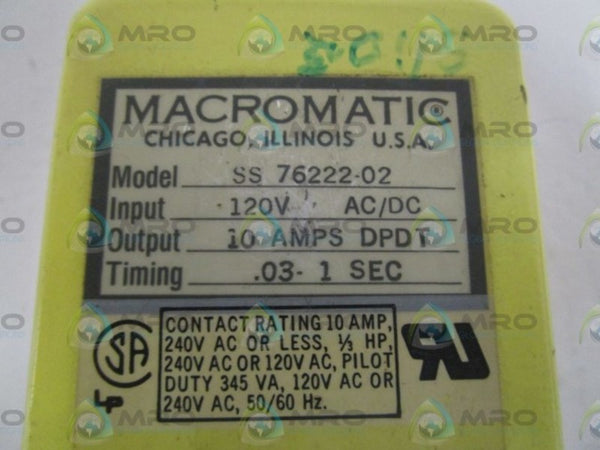 MACROMATIC
CHICAGO, ILLINOIS U.S.A.
Model SS 76222-02
Input 120V AC/DC
Output 10 AMPS DPDT
Timing .03- 1 SEC
CONTACT RATING 10 AMP,
240V AC OR LESS, ⅓ HP,
240V AC OR 120V AC, PILOT
DUTY 345 VA, 120V AC OR
240V AC, 50/60 Hz.
SA
LP
MRO